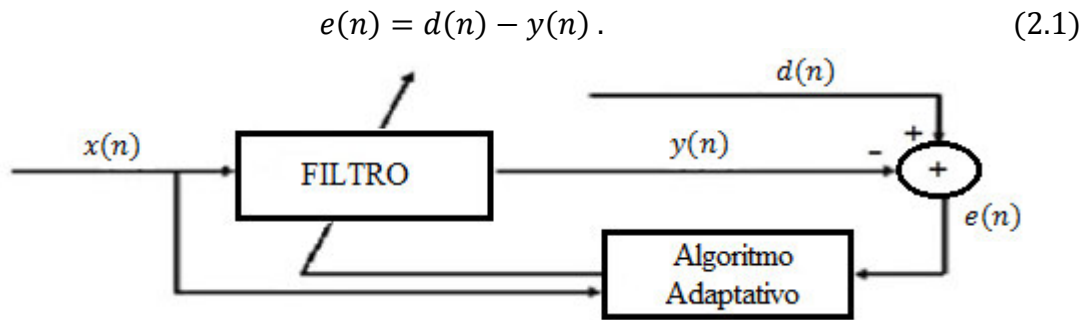 e(n) = d(n) − y(n) . (2.1)
d(n)
x(n)
y(n)
+
-
+
FILTRO
e(n)
Algoritmo
Adaptativo